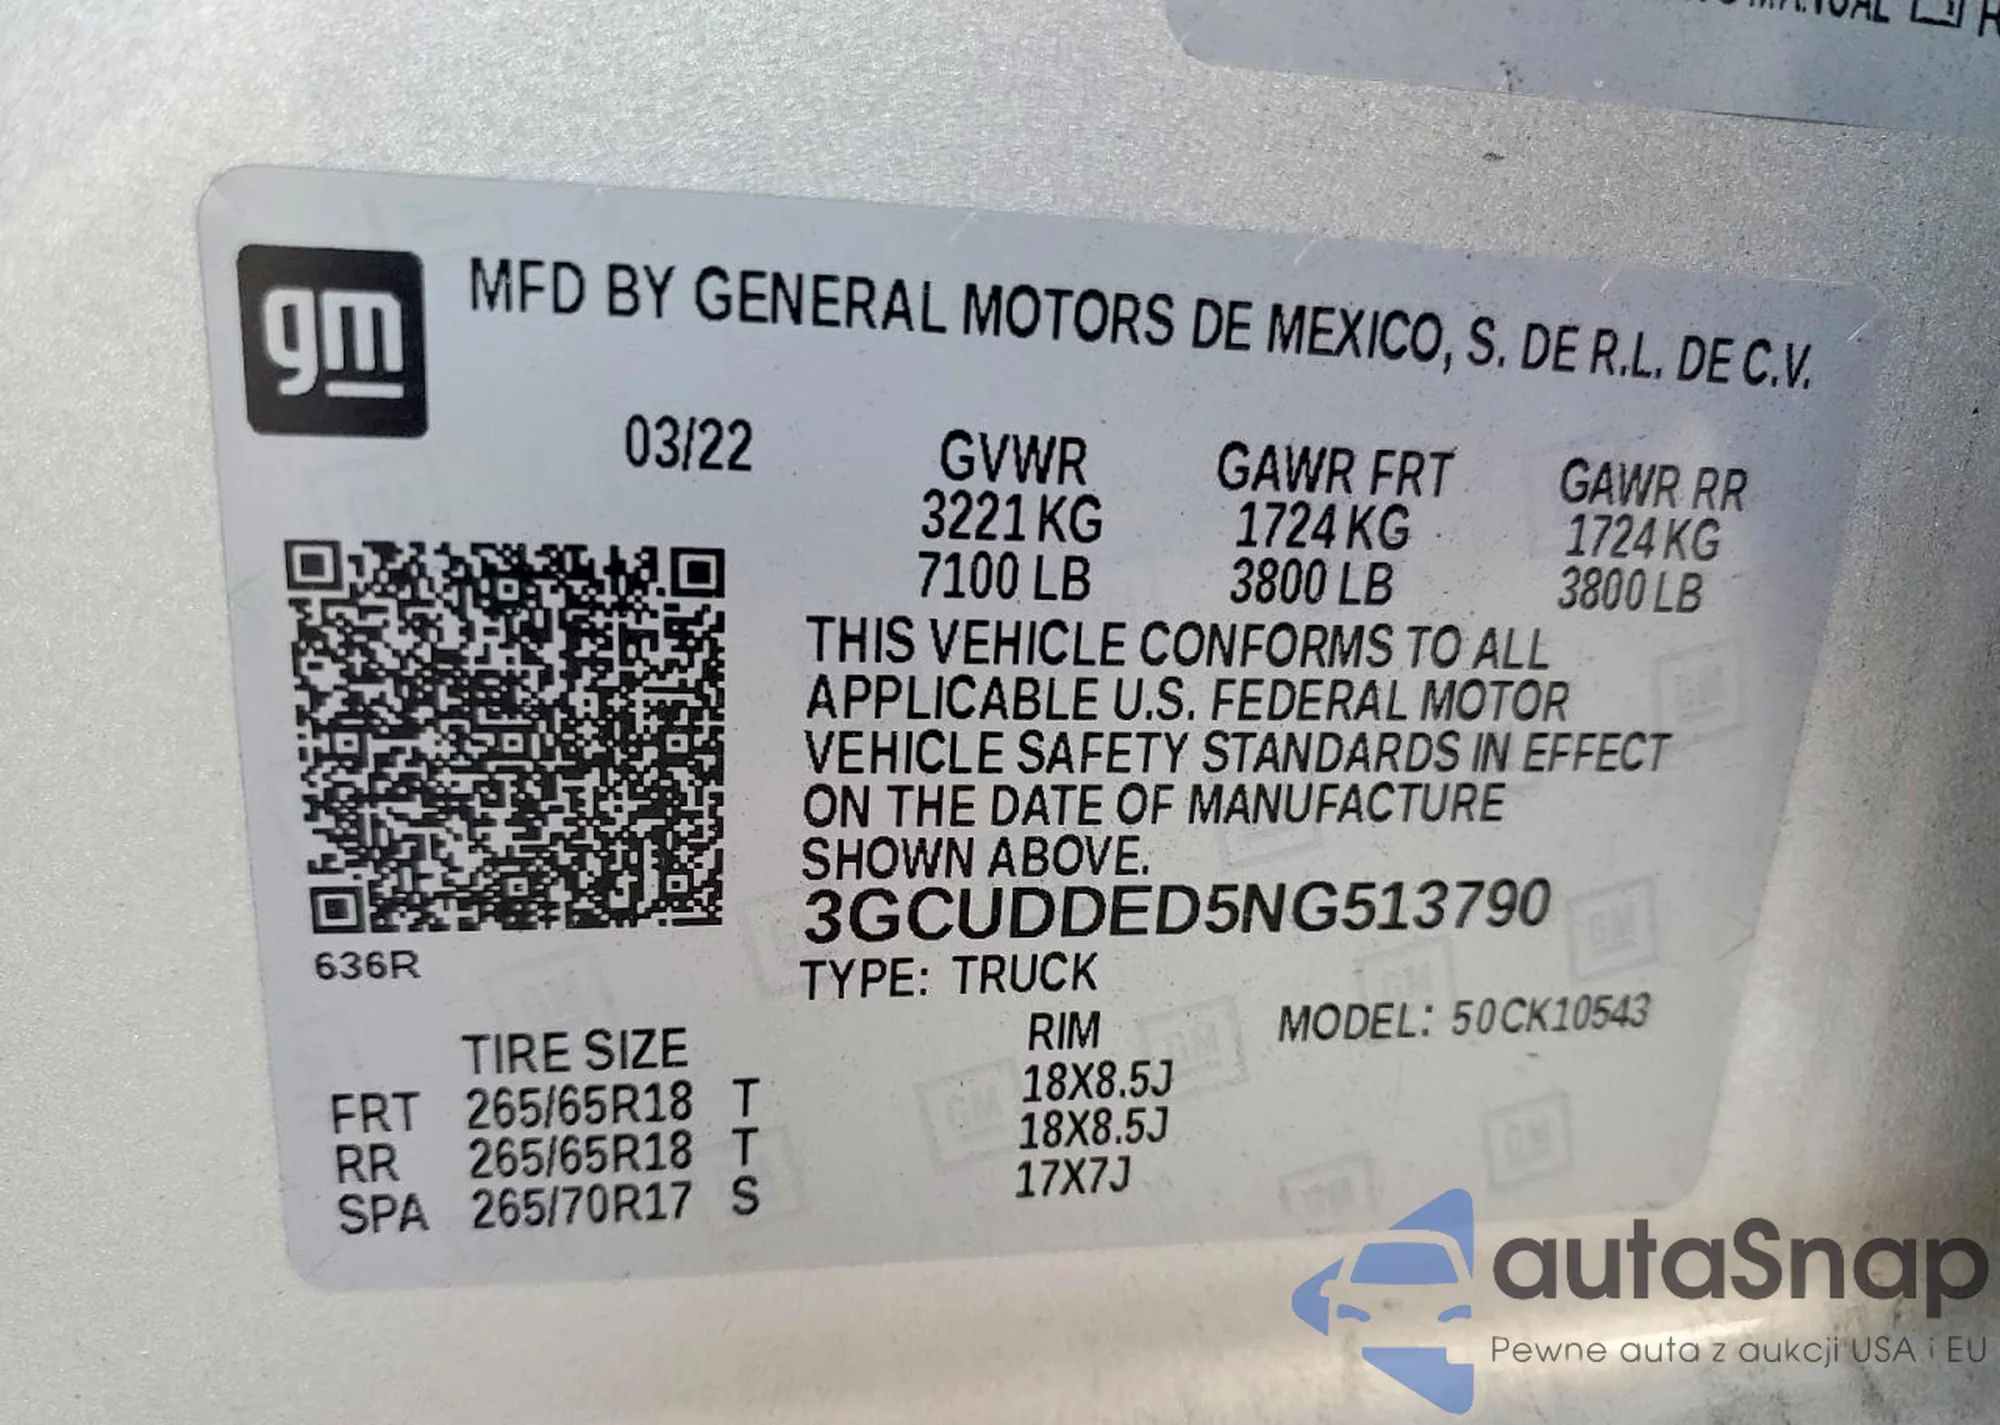 MANUAL
gm
MFD BY GENERAL MOTORS DE MEXICO, S. DE R.L. DE C.V.
03/22 GVWR GAWR FRT GAWR RR
3221 KG 1724 KG 1724 KG
7100 LB 3800 LB 3800 LB
THIS VEHICLE CONFORMS TO ALL
APPLICABLE U.S. FEDERAL MOTOR
VEHICLE SAFETY STANDARDS IN EFFECT
ON THE DATE OF MANUFACTURE
SHOWN ABOVE.
3GCUDDED5NG513790
636R
TYPE: TRUCK MODEL: 50CK10543
TIRE SIZE RIM
FRT 265/65R18 T 18X8.5J
RR 265/65R18 T 18X8.5J
SPA 265/70R17 S 17X7J
autaSnap
Pewne auta z aukcji USA i EU